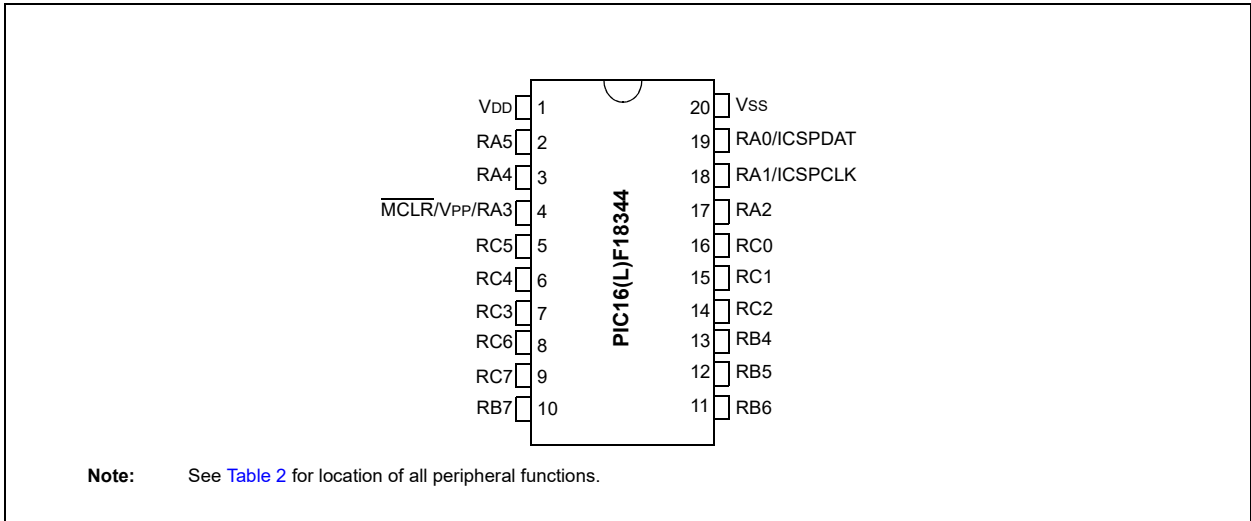 VDD 1 20 VSS
RA5 2 19 RA0/ICSPDAT
RA4 3 18 RA1/ICSPCLK
MCLR/VPP/RA3 4 17 RA2
RC5 5 16 RC0
RC4 6 15 RC1
RC3 7 14 RC2
RC6 8 13 RB4
RC7 9 12 RB5
RB7 10 11 RB6
PIC16(L)F18344
Note: See Table 2 for location of all peripheral functions.